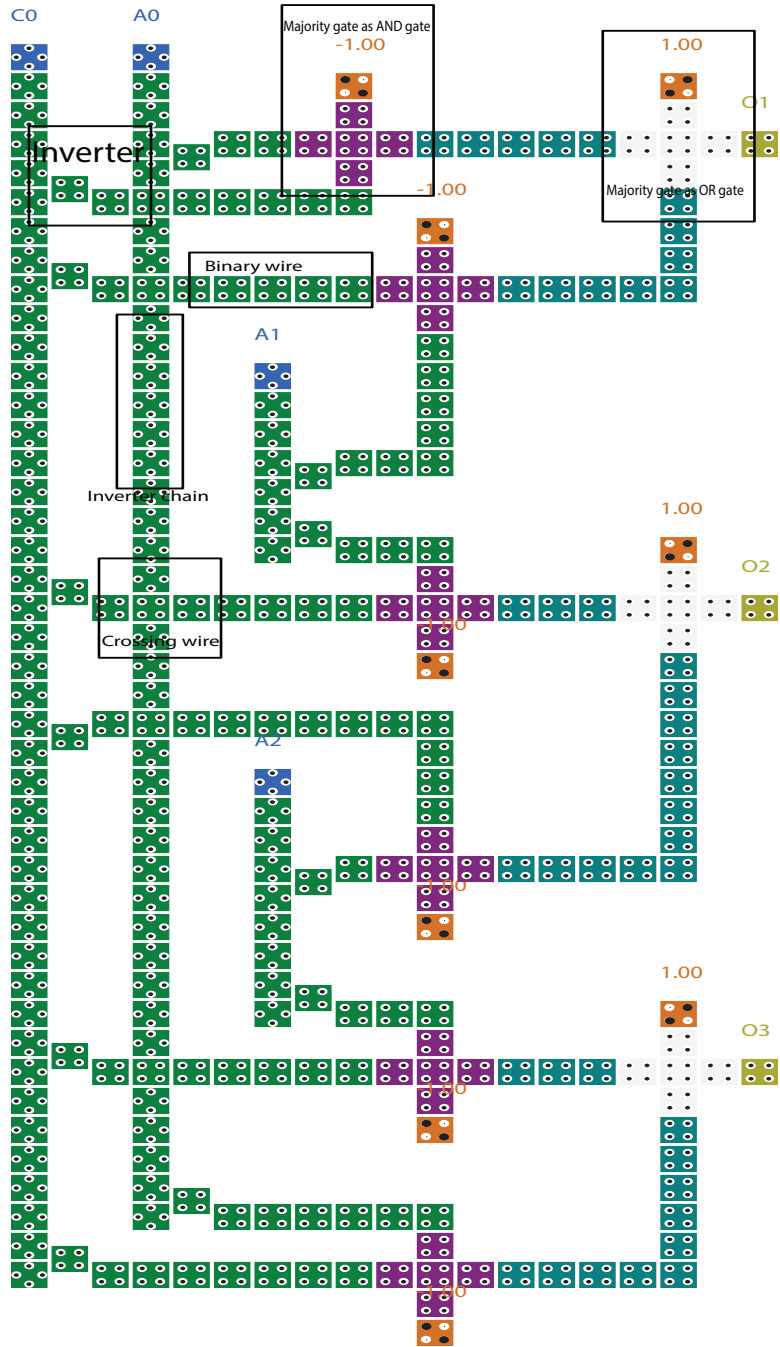 C0
A0
Majority gate as AND gate
-1.00
1.00
O1
Inverter
Majority gate as OR gate
-1.00
Binary wire
A1
Inverter chain
1.00
O2
-1.00
Crossing wire
A2
-1.00
1.00
O3
-1.00
-1.00